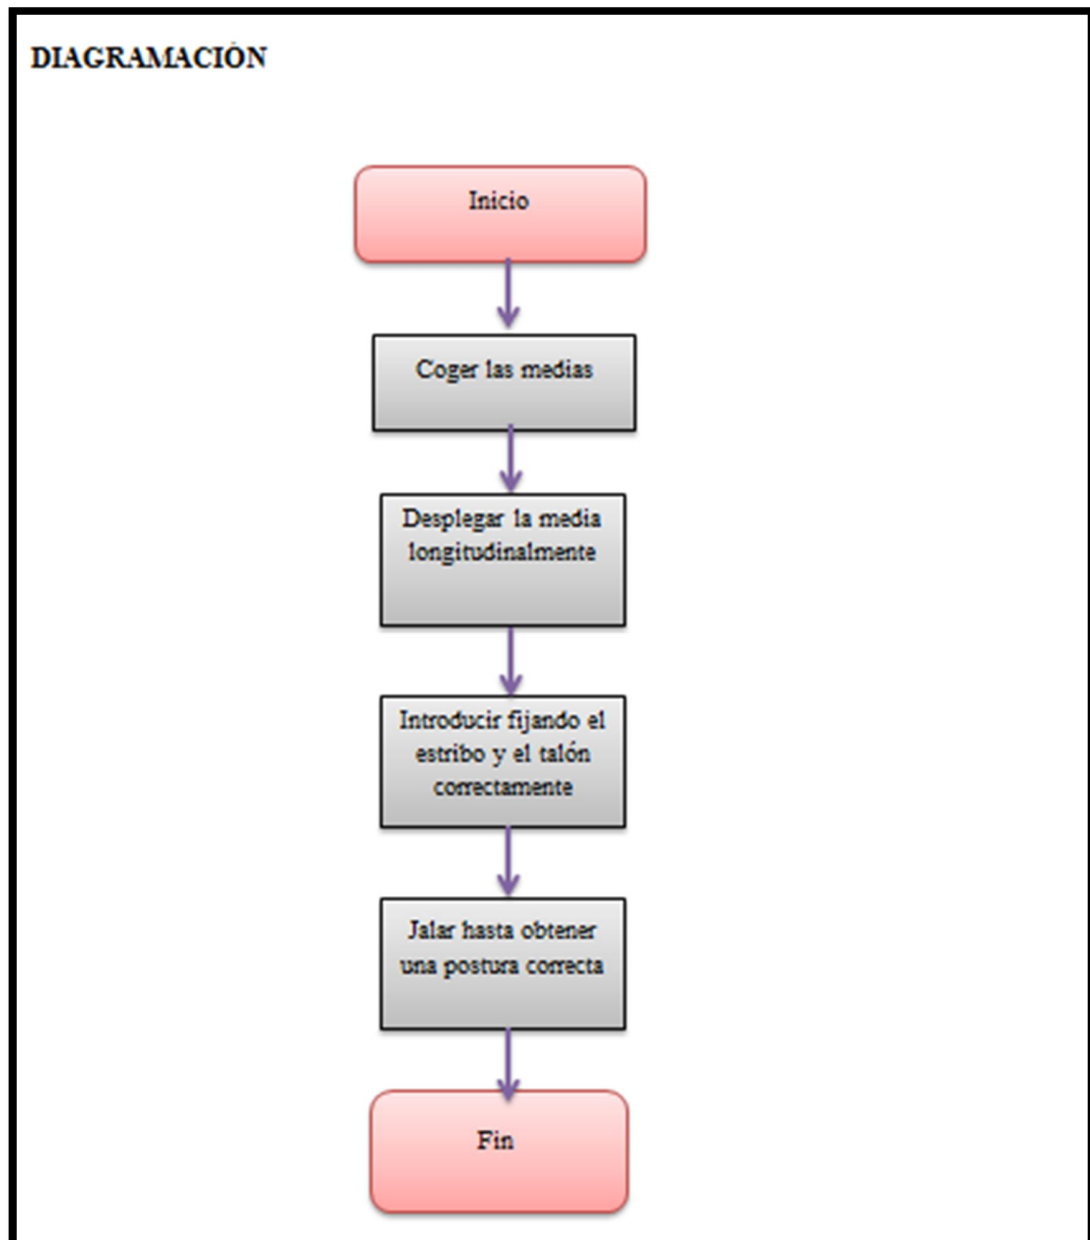 DIAGRAMACIÓN
Inicio
Coger las medias
Desplegar la media
longitudinalmente
Introducir fijando el
estribo y el talón
correctamente
Jalar hasta obtener
una postura correcta
Fin